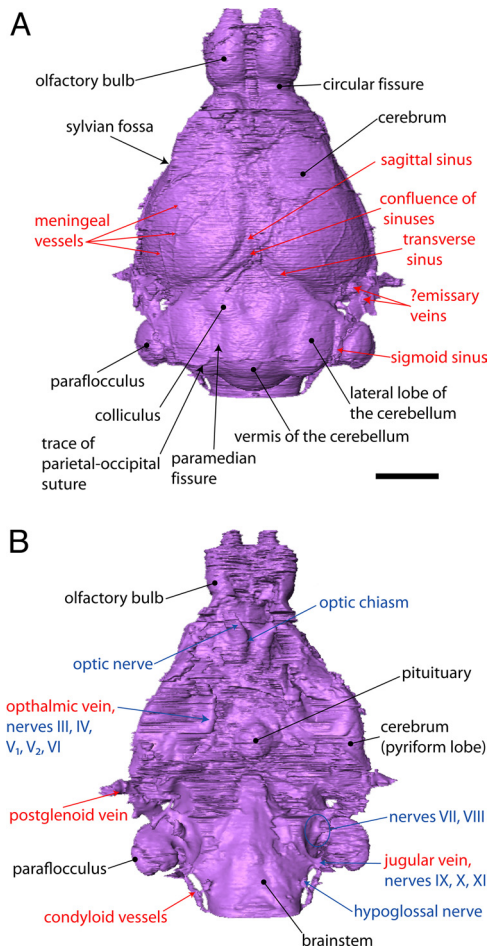 A
olfactory bulb
circular fissure
sylvian fossa
cerebrum
sagittal sinus
meningeal
vessels
confluence of
sinuses
transverse
sinus
?emissary
veins
sigmoid sinus
paraflocculus
colliculus
lateral lobe of
the cerebellum
trace of
parietal-occipital
suture
paramedian
fissure
vermis of the cerebellum
B
olfactory bulb
optic chiasm
optic nerve
pituitary
opthalmic vein,
nerves III, IV,
V₁, V₂, VI
cerebrum
(pyriform lobe)
postglenoid vein
nerves VII, VIII
paraflocculus
jugular vein,
nerves IX, X, XI
condyloid vessels
hypoglossal nerve
brainstem